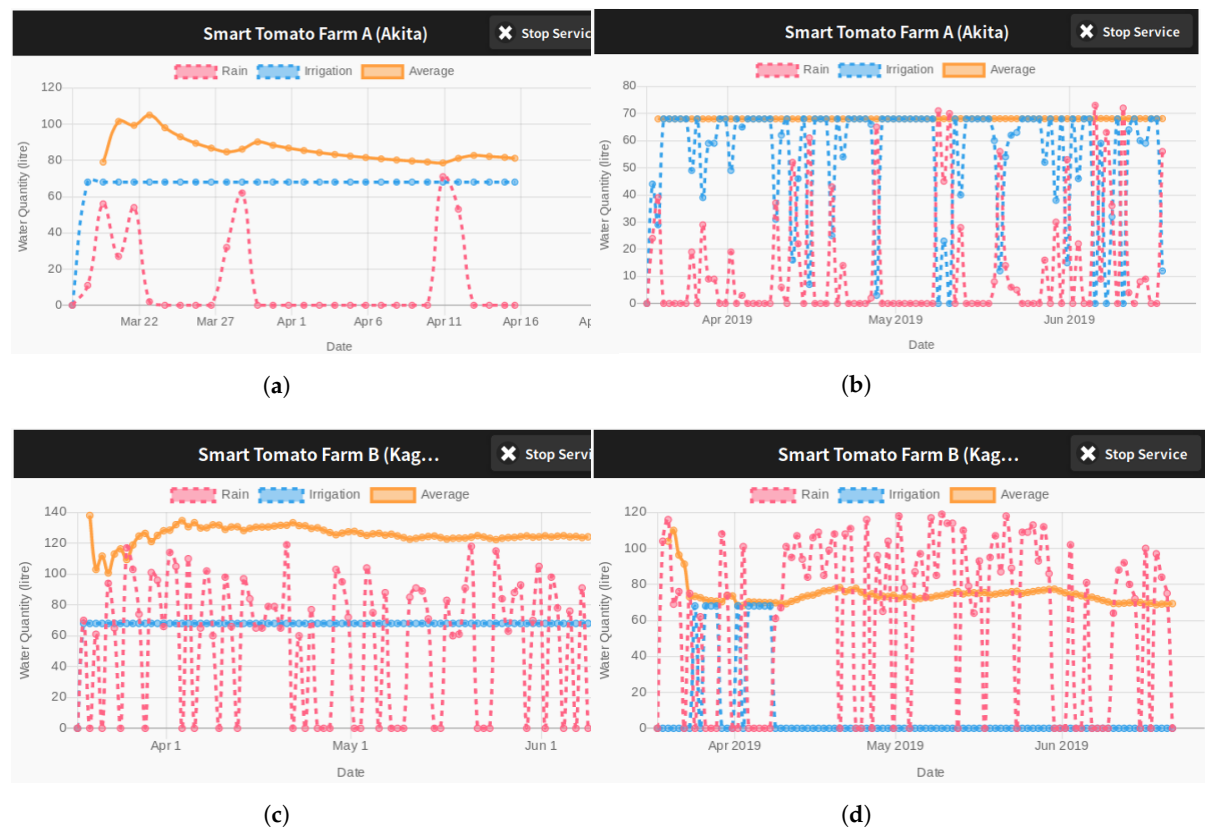 Smart Tomato Farm A (Akita) Stop Servic
Rain Irrigation Average
120
100
80
60
40
20
0
Water Quantity (litre)
Mar 22 Mar 27 Apr 1 Apr 6 Apr 11 Apr 16 Ap
Date
(a)
Smart Tomato Farm A (Akita) Stop Service
Rain Irrigation Average
80
70
60
50
40
30
20
10
0
Water Quantity (litre)
Apr 2019 May 2019 Jun 2019
Date
(b)
Smart Tomato Farm B (Kag... Stop Servi
Rain Irrigation Average
140
120
100
80
60
40
20
0
Water Quantity (litre)
Apr 1 May 1 Jun 1
Date
(c)
Smart Tomato Farm B (Kag... Stop Service
Rain Irrigation Average
120
100
80
60
40
20
0
Water Quantity (litre)
Apr 2019 May 2019 Jun 2019
Date
(d)